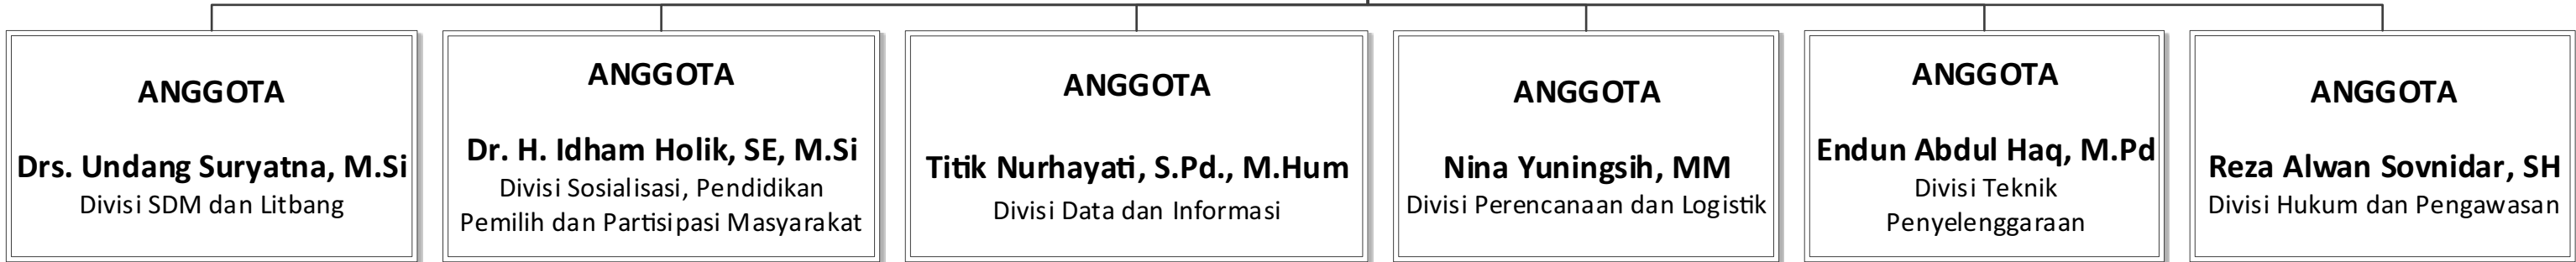 ANGGOTA
Drs. Undang Suryatna, M.Si
Divisi SDM dan Litbang
ANGGOTA
Dr. H. Idham Holik, SE, M.Si
Divisi Sosialisasi, Pendidikan
Pemilih dan Partisipasi Masyarakat
ANGGOTA
Titik Nurhayati, S.Pd., M.Hum
Divisi Data dan Informasi
ANGGOTA
Nina Yuningsih, MM
Divisi Perencanaan dan Logistik
ANGGOTA
Endun Abdul Haq, M.Pd
Divisi Teknik
Penyelenggaraan
ANGGOTA
Reza Alwan Sovnidar, SH
Divisi Hukum dan Pengawasan